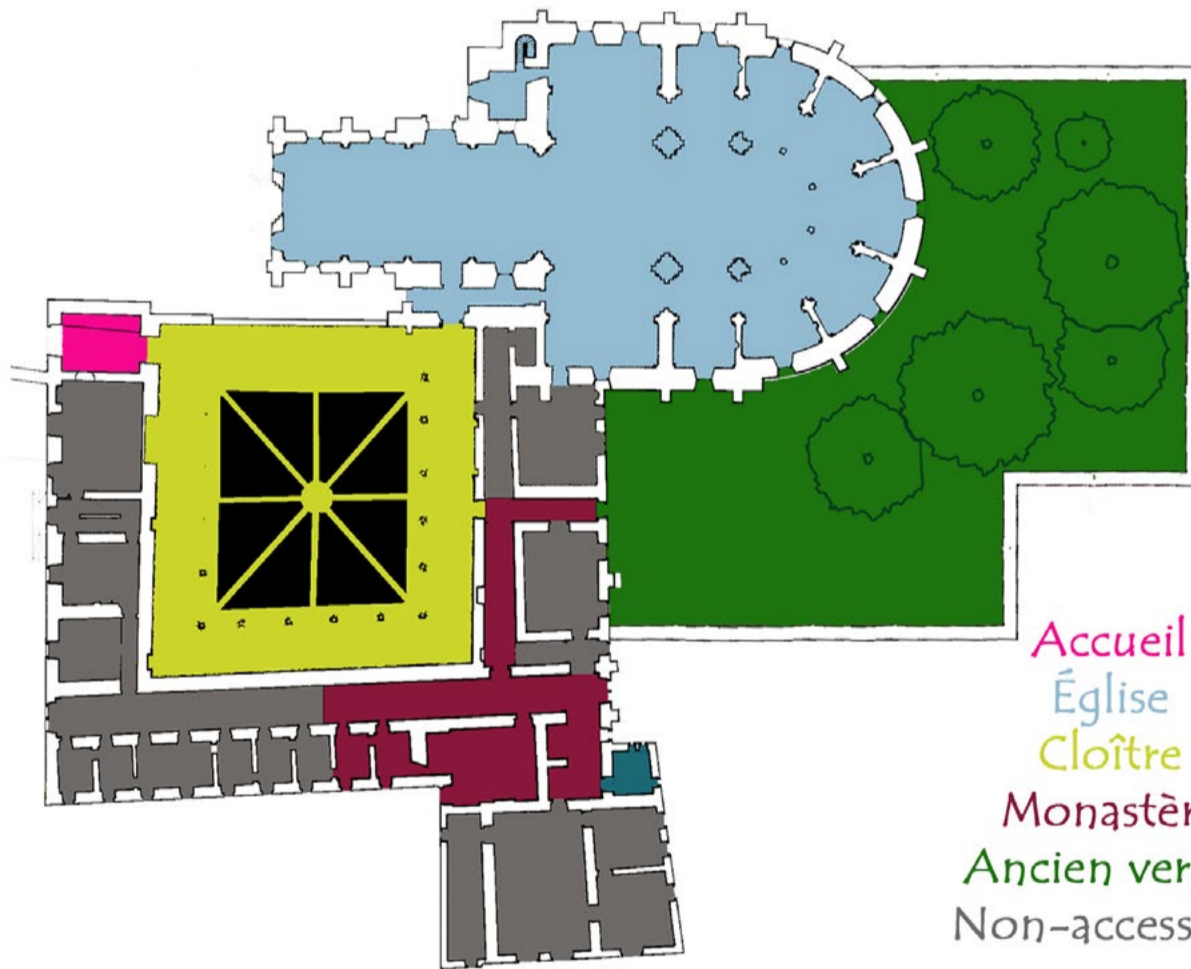 Accueil
Église
Cloître
Monastèr
Ancien ver
Non-access